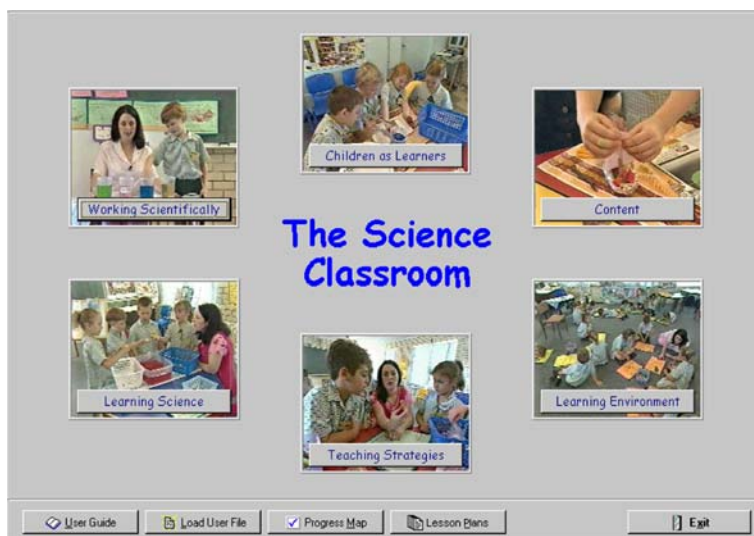 Children as Learners
Working Scientifically
Content
The Science
Classroom
Learning Science
Teaching Strategies
Learning Environment
User Guide
Load User File
Progress Map
Lesson Plans
Exit